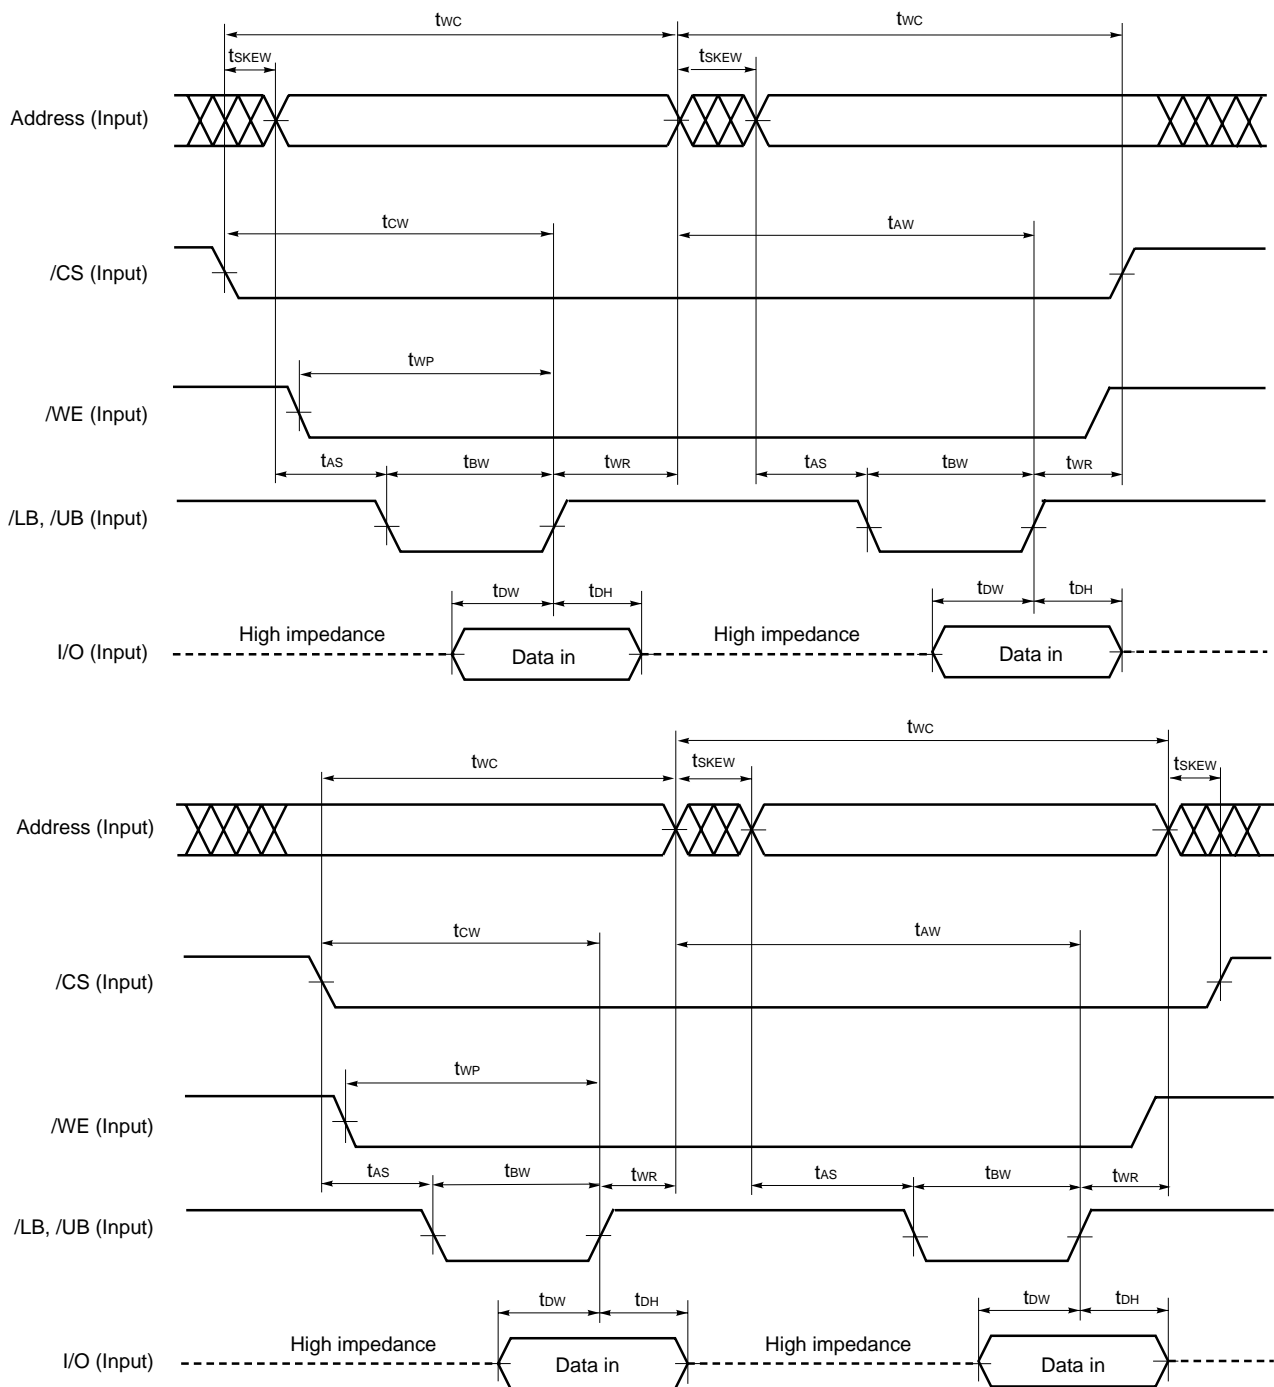 tWC tWC
tSKEW tSKEW
Address (Input)
tCW tAW
/CS (Input)
tWP
/WE (Input)
tAS tBW tWR tAS tBW tWR
/LB, /UB (Input)
tDW tDH tDW tDH
High impedance High impedance
I/O (Input) Data in Data in
tWC
tWC tSKEW tSKEW
Address (Input)
tCW tAW
/CS (Input)
tWP
/WE (Input)
tAS tBW tWR tAS tBW tWR
/LB, /UB (Input)
tDW tDH tDW tDH
High impedance High impedance
I/O (Input) Data in Data in